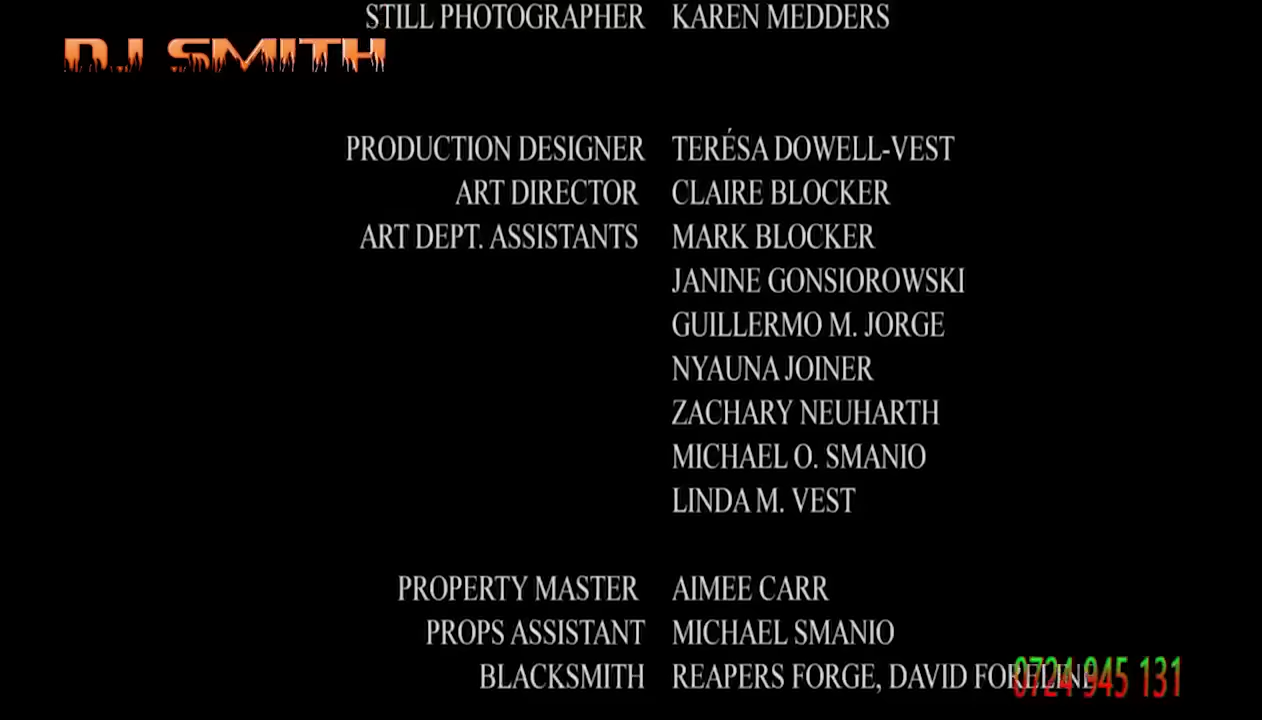 STILL PHOTOGRAPHER KAREN MEDDERS
DJ SMITH
PRODUCTION DESIGNER TERÉSA DOWELL-VEST
ART DIRECTOR CLAIRE BLOCKER
ART DEPT. ASSISTANTS MARK BLOCKER
JANINE GONSIOROWSKI
GUILLERMO M. JORGE
NYAUNA JOINER
ZACHARY NEUHARTH
MICHAEL O. SMANIO
LINDA M. VEST
PROPERTY MASTER AIMEE CARR
PROPS ASSISTANT MICHAEL SMANIO
BLACKSMITH REAPERS FORGE, DAVID
0724 945 131